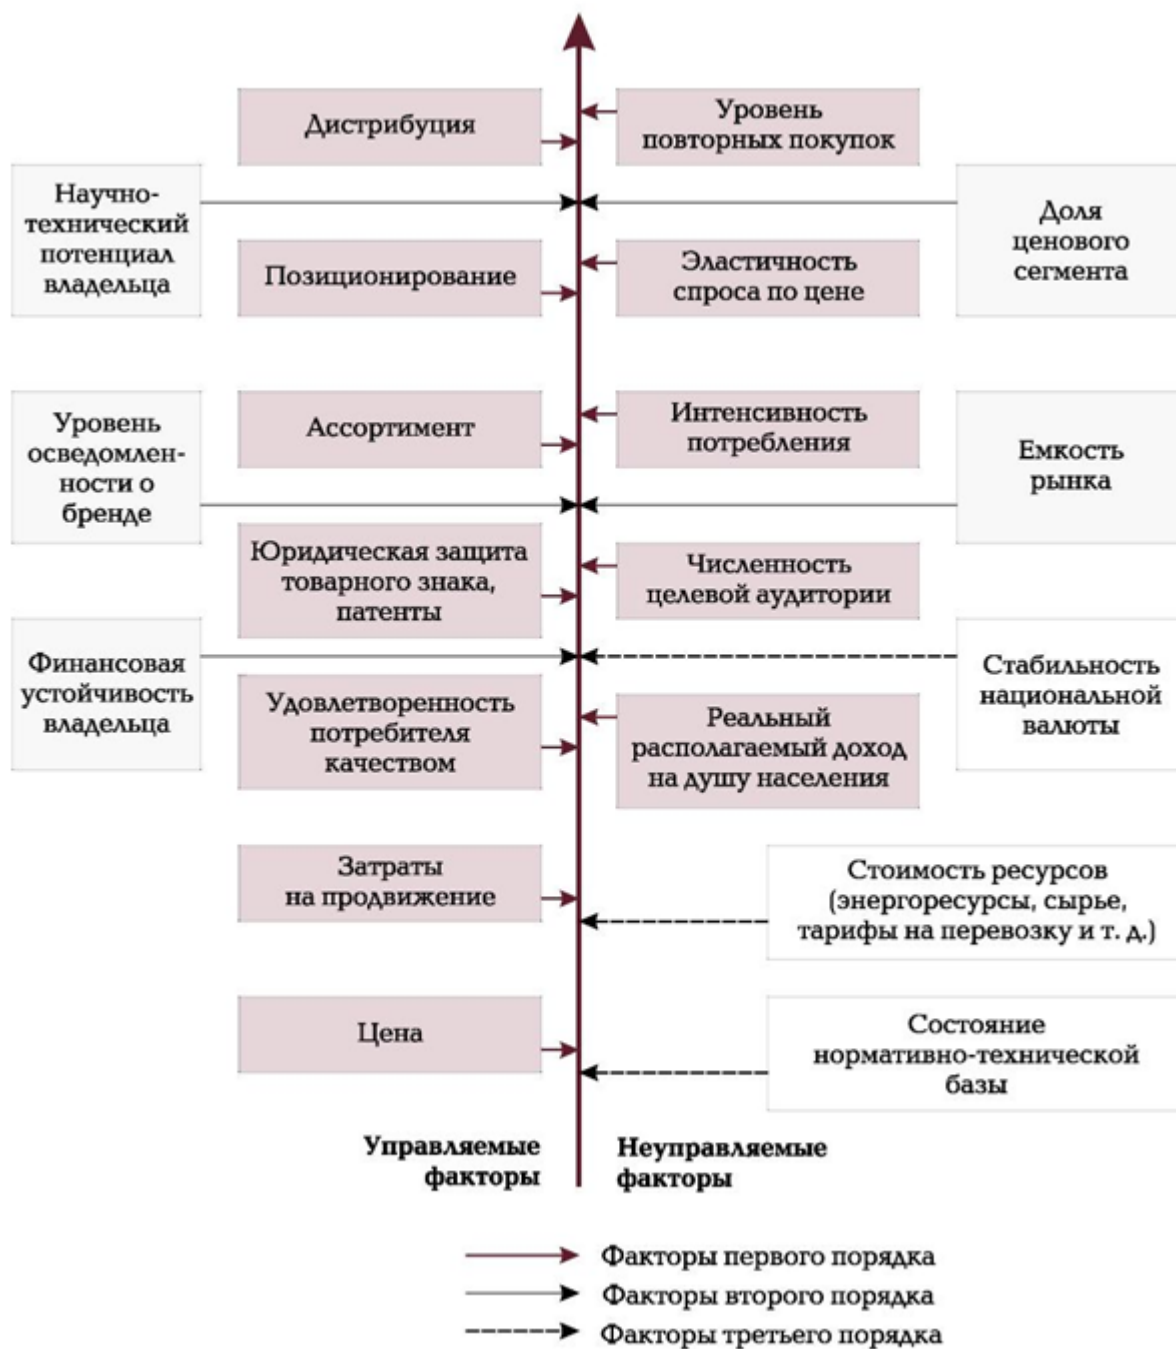 Дистрибуция
Уровень
повторных покупок
Научно-
технический
потенциал
владельца
Доля
ценового
сегмента
Позиционирование
Эластичность
спроса по цене
Уровень
осведомлен-
ности о
бренде
Ассортимент
Интенсивность
потребления
Емкость
рынка
Юридическая защита
товарного знака,
патенты
Численность
целевой аудитории
Финансовая
устойчивость
владельца
Стабильность
национальной
валюты
Удовлетворенность
потребителя
качеством
Реальный
располагаемый доход
на душу населения
Затраты
на продвижение
Стоимость ресурсов
(энергоресурсы, сырье,
тарифы на перевозку и т. д.)
Цена
Состояние
нормативно-технической
базы
Управляемые
факторы
Неуправляемые
факторы
Факторы первого порядка
Факторы второго порядка
Факторы третьего порядка